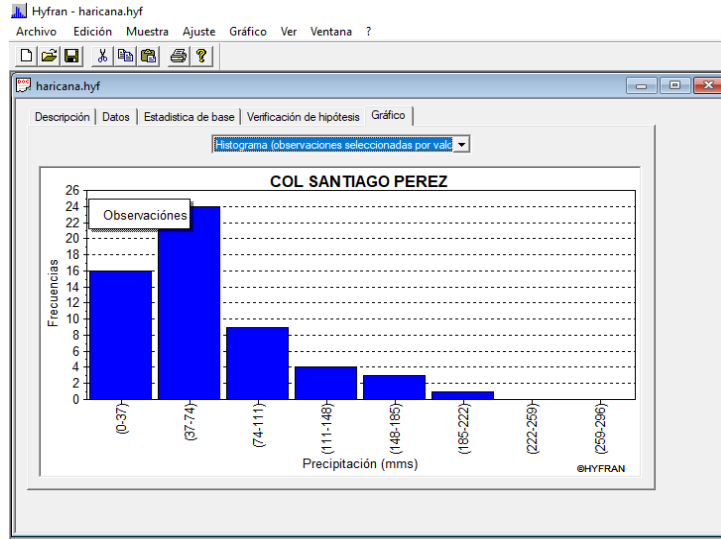 Hyfran - haricana.hyf
Archivo Edición Muestra Ajuste Gráfico Ver Ventana ?
haricana.hyf
Descripción Datos Estadistica de base Verificación de hipótesis Gráfico
Histograma (observaciones seleccionadas por valo
COL SANTIAGO PEREZ
Observaciónes
Frecuencias
26
24
22
20
18
16
14
12
10
8
6
4
2
0
(0-37)
(37-74)
(74-111)
(111-148)
(148-185)
(185-222)
(222-259)
(259-296)
Precipitación (mms)
©HYFRAN